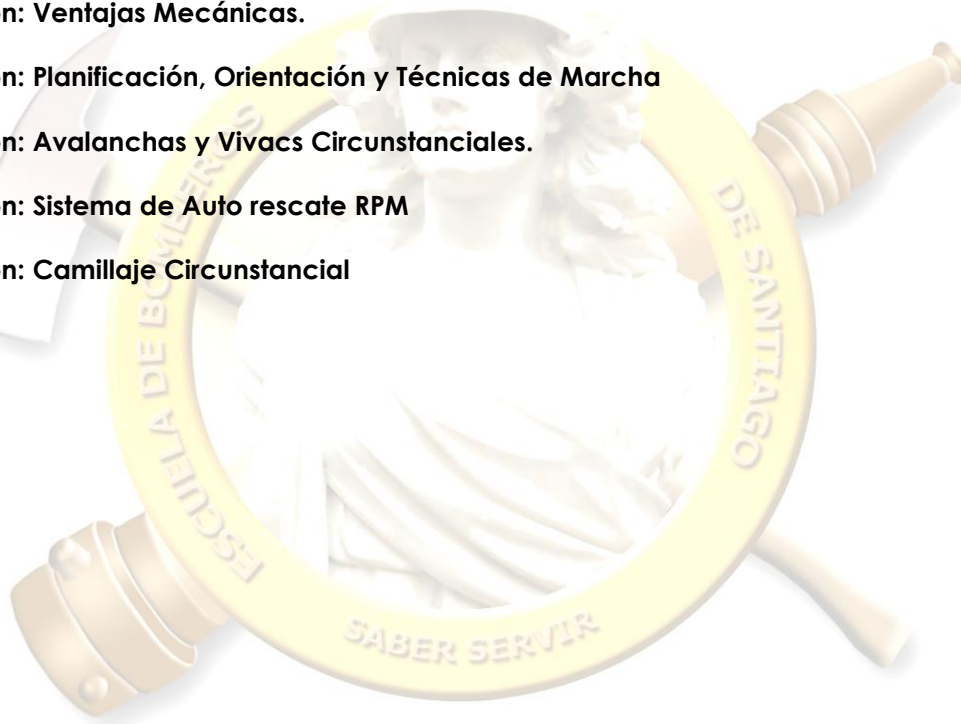 n: Ventajas Mecánicas.
n: Planificación, Orientación y Técnicas de Marcha
n: Avalanchas y Vivacs Circunstanciales.
n: Sistema de Auto rescate RPM
n: Camillaje Circunstancial
ESCUELA DE BOMBEROS
DE SANTIAGO
SABER SERVIR